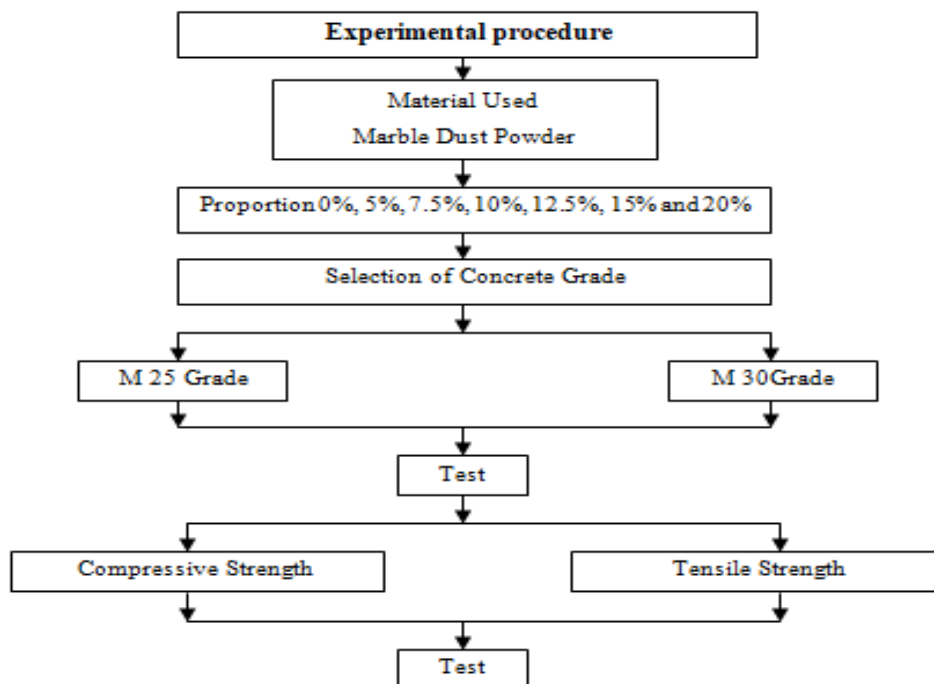 Experimental procedure
Material Used
Marble Dust Powder
Proportion 0%, 5%, 7.5%, 10%, 12.5%, 15% and 20%
Selection of Concrete Grade
M 25 Grade
M 30Grade
Test
Compressive Strength
Tensile Strength
Test